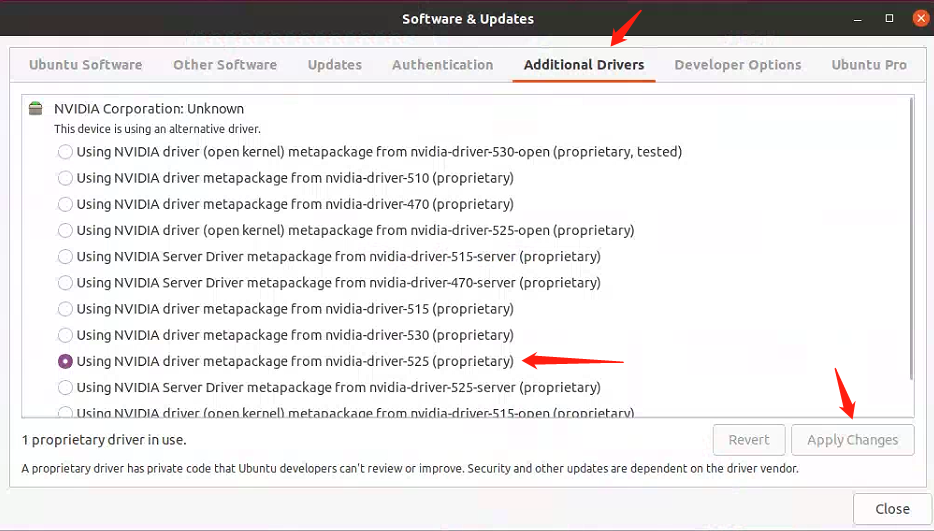 Software & Updates
Ubuntu Software Other Software Updates Authentication Additional Drivers Developer Options Ubuntu Pro
NVIDIA Corporation: Unknown
This device is using an alternative driver.
Using NVIDIA driver (open kernel) metapackage from nvidia-driver-530-open (proprietary, tested)
Using NVIDIA driver metapackage from nvidia-driver-510 (proprietary)
Using NVIDIA driver metapackage from nvidia-driver-470 (proprietary)
Using NVIDIA driver (open kernel) metapackage from nvidia-driver-525-open (proprietary)
Using NVIDIA Server Driver metapackage from nvidia-driver-515-server (proprietary)
Using NVIDIA Server Driver metapackage from nvidia-driver-470-server (proprietary)
Using NVIDIA driver metapackage from nvidia-driver-515 (proprietary)
Using NVIDIA driver metapackage from nvidia-driver-530 (proprietary)
Using NVIDIA driver metapackage from nvidia-driver-525 (proprietary)
Using NVIDIA Server Driver metapackage from nvidia-driver-525-server (proprietary)
Using NVIDIA driver (open kernel) metapackage from nvidia-driver-515-open (proprietary)
1 proprietary driver in use.
Revert Apply Changes
A proprietary driver has private code that Ubuntu developers can't review or improve. Security and other updates are dependent on the driver vendor.
Close